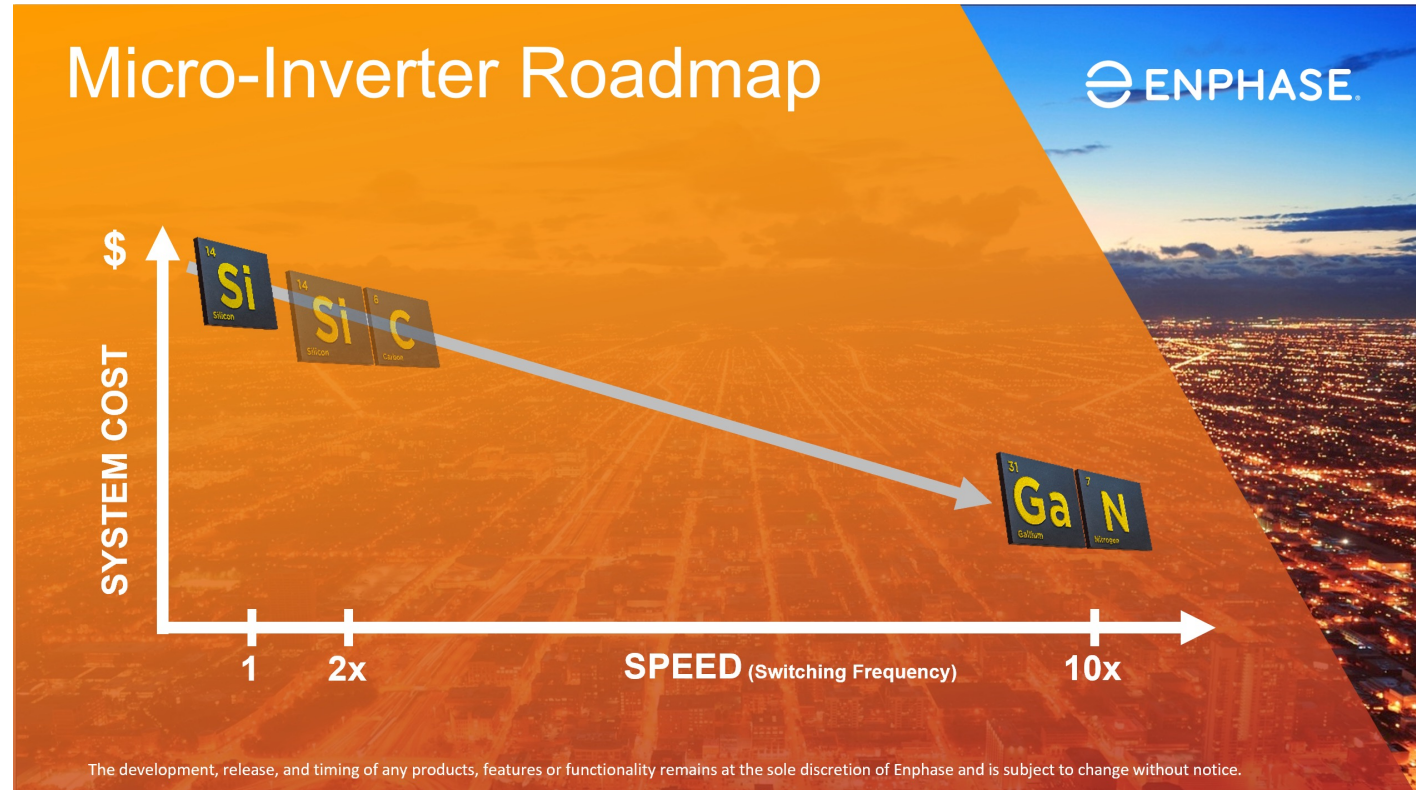 Micro-Inverter Roadmap
ENPHASE®
$
SYSTEM COST
14
Si
Silicon
14
Si
Silicon
6
C
Carbon
31
Ga
Gallium
7
N
Nitrogen
1
2x
SPEED (Switching Frequency)
10x
The development, release, and timing of any products, features or functionality remains at the sole discretion of Enphase and is subject to change without notice.